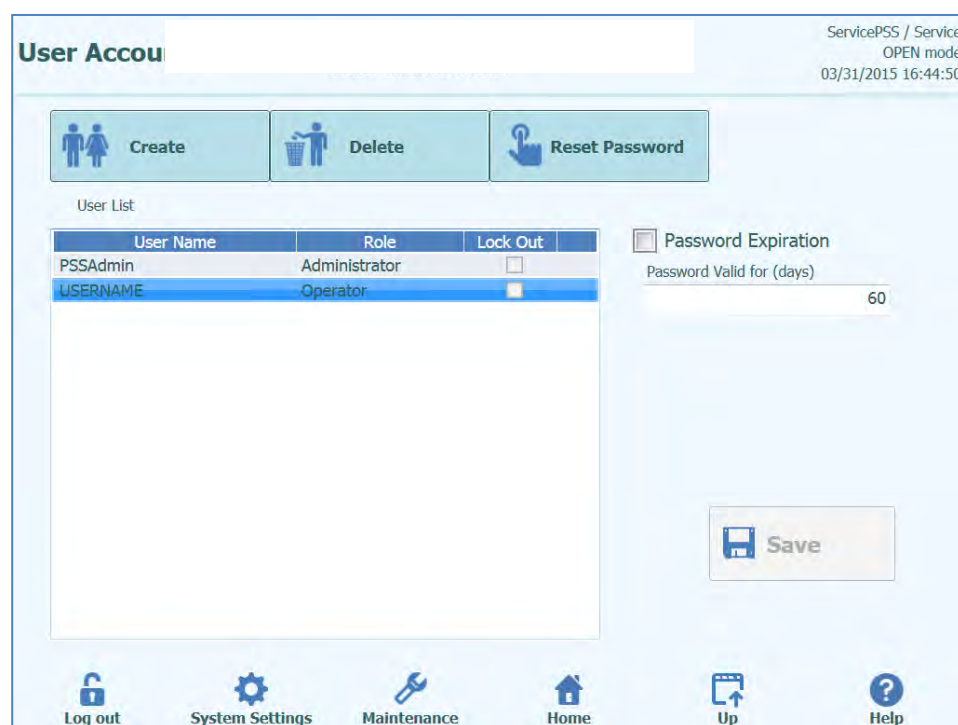 User Accou
ServicePSS / Service
OPEN mode
03/31/2015 16:44:50
Create
Delete
Reset Password
User List
User Name Role Lock Out
PSSAdmin Administrator
USERNAME Operator
Password Expiration
Password Valid for (days)
60
Save
Log out System Settings Maintenance Home Up Help